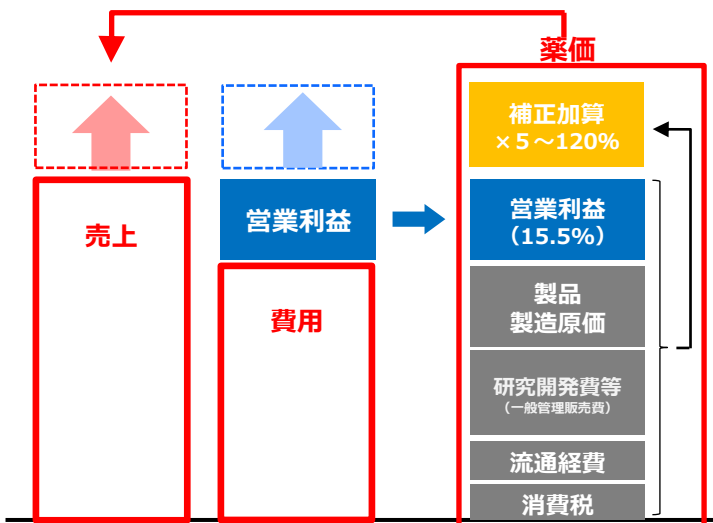 薬価
補正加算
×5～120%
売上
営業利益
営業利益
（15.5%）
費用
製品
製造原価
研究開発費等
（一般管理販売費）
流通経費
消費税